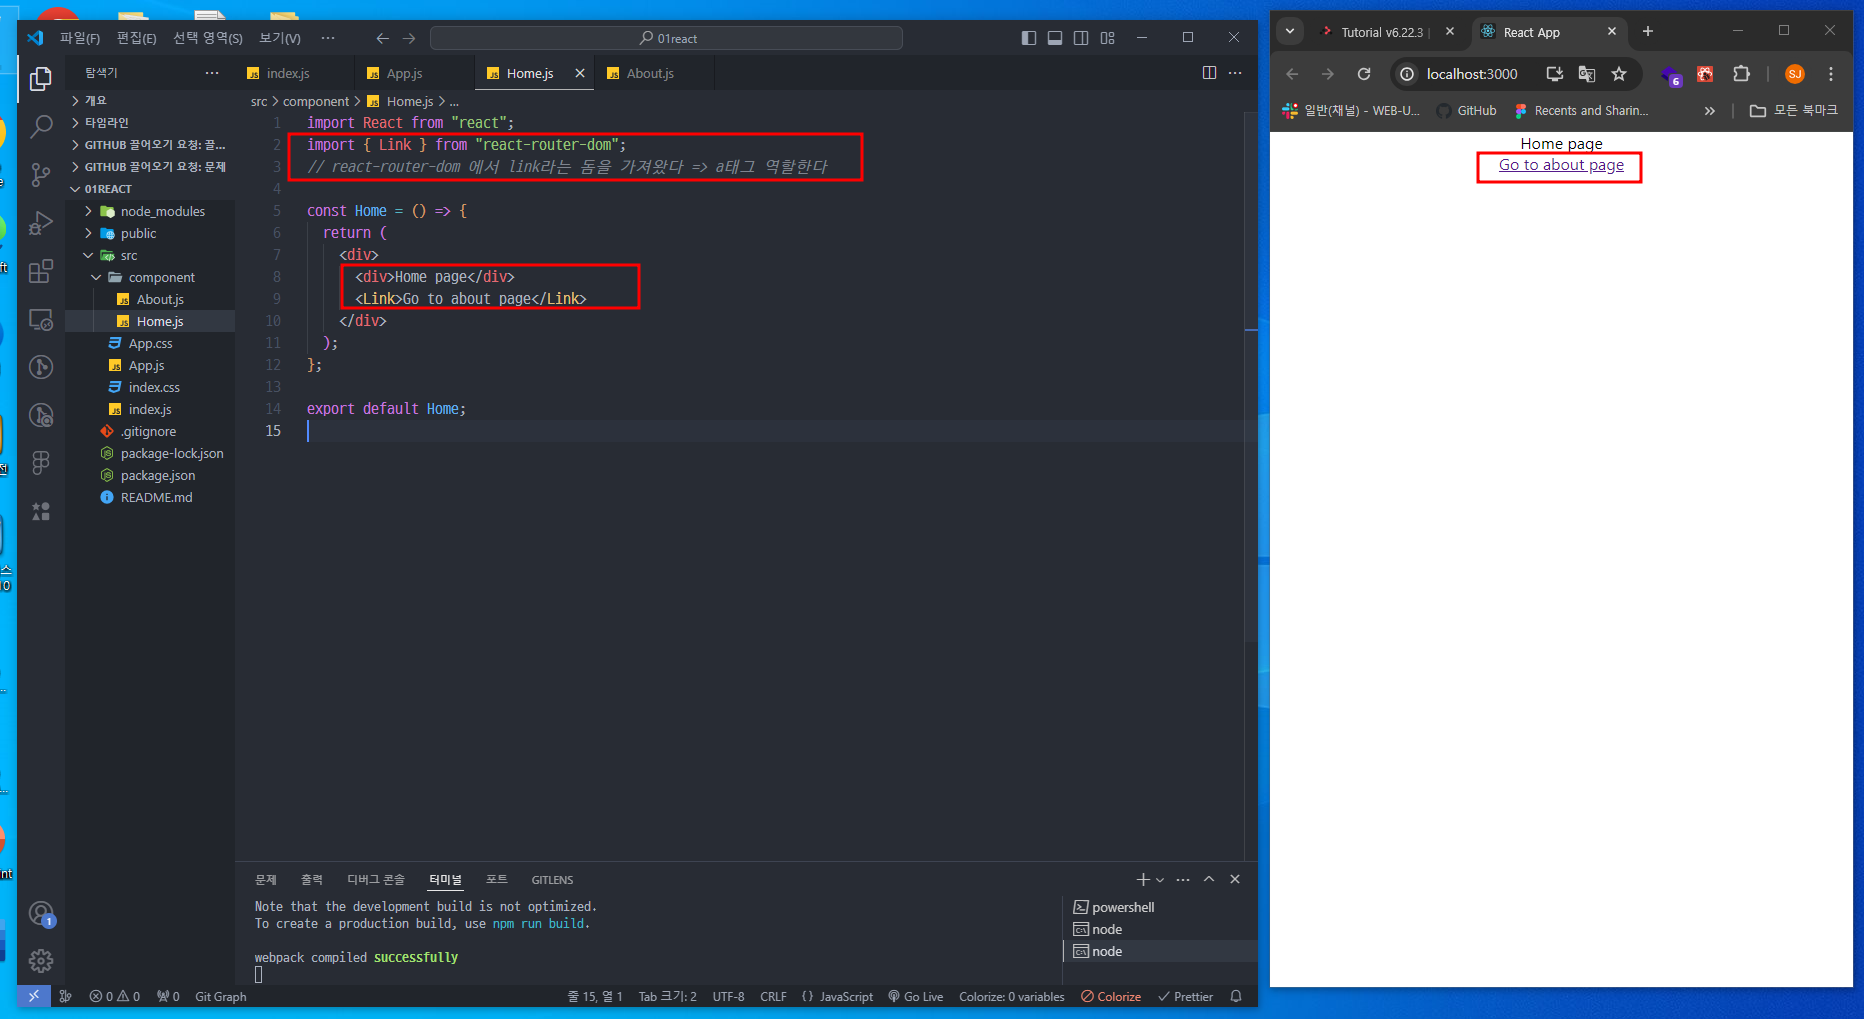 파일(F) 편집(E) 선택 영역(S) 보기(V) ··· 01react
탐색기 ···
개요
타임라인
GITHUB 끌어오기 요청: 끌...
GITHUB 끌어오기 요청: 문제
01REACT
node_modules
public
src
component
About.js
Home.js
App.css
App.js
index.css
index.js
.gitignore
package-lock.json
package.json
README.md
index.js App.js Home.js About.js
src > component > Home.js > ...
1 import React from "react";
2 import { Link } from "react-router-dom";
3 // react-router-dom 에서 link라는 돔을 가져왔다 => a태그 역할한다
4
5 const Home = () => {
6 return (
7 <div>
8 <div>Home page</div>
9 <Link>Go to about page</Link>
10 </div>
11 );
12 };
13
14 export default Home;
15
문제 출력 디버그 콘솔 터미널 포트 GITLENS
Note that the development build is not optimized.
To create a production build, use npm run build.
webpack compiled successfully
powershell
node
node
1
0 0 0 Git Graph 줄 15, 열 1 Tab 크기: 2 UTF-8 CRLF {} JavaScript Go Live Colorize: 0 variables Colorize Prettier
Tutorial v6.22.3 | React App
localhost:3000 6 SJ
일반(채널) - WEB-U... GitHub Recents and Sharin... » 모든 북마크
Home page
Go to about page